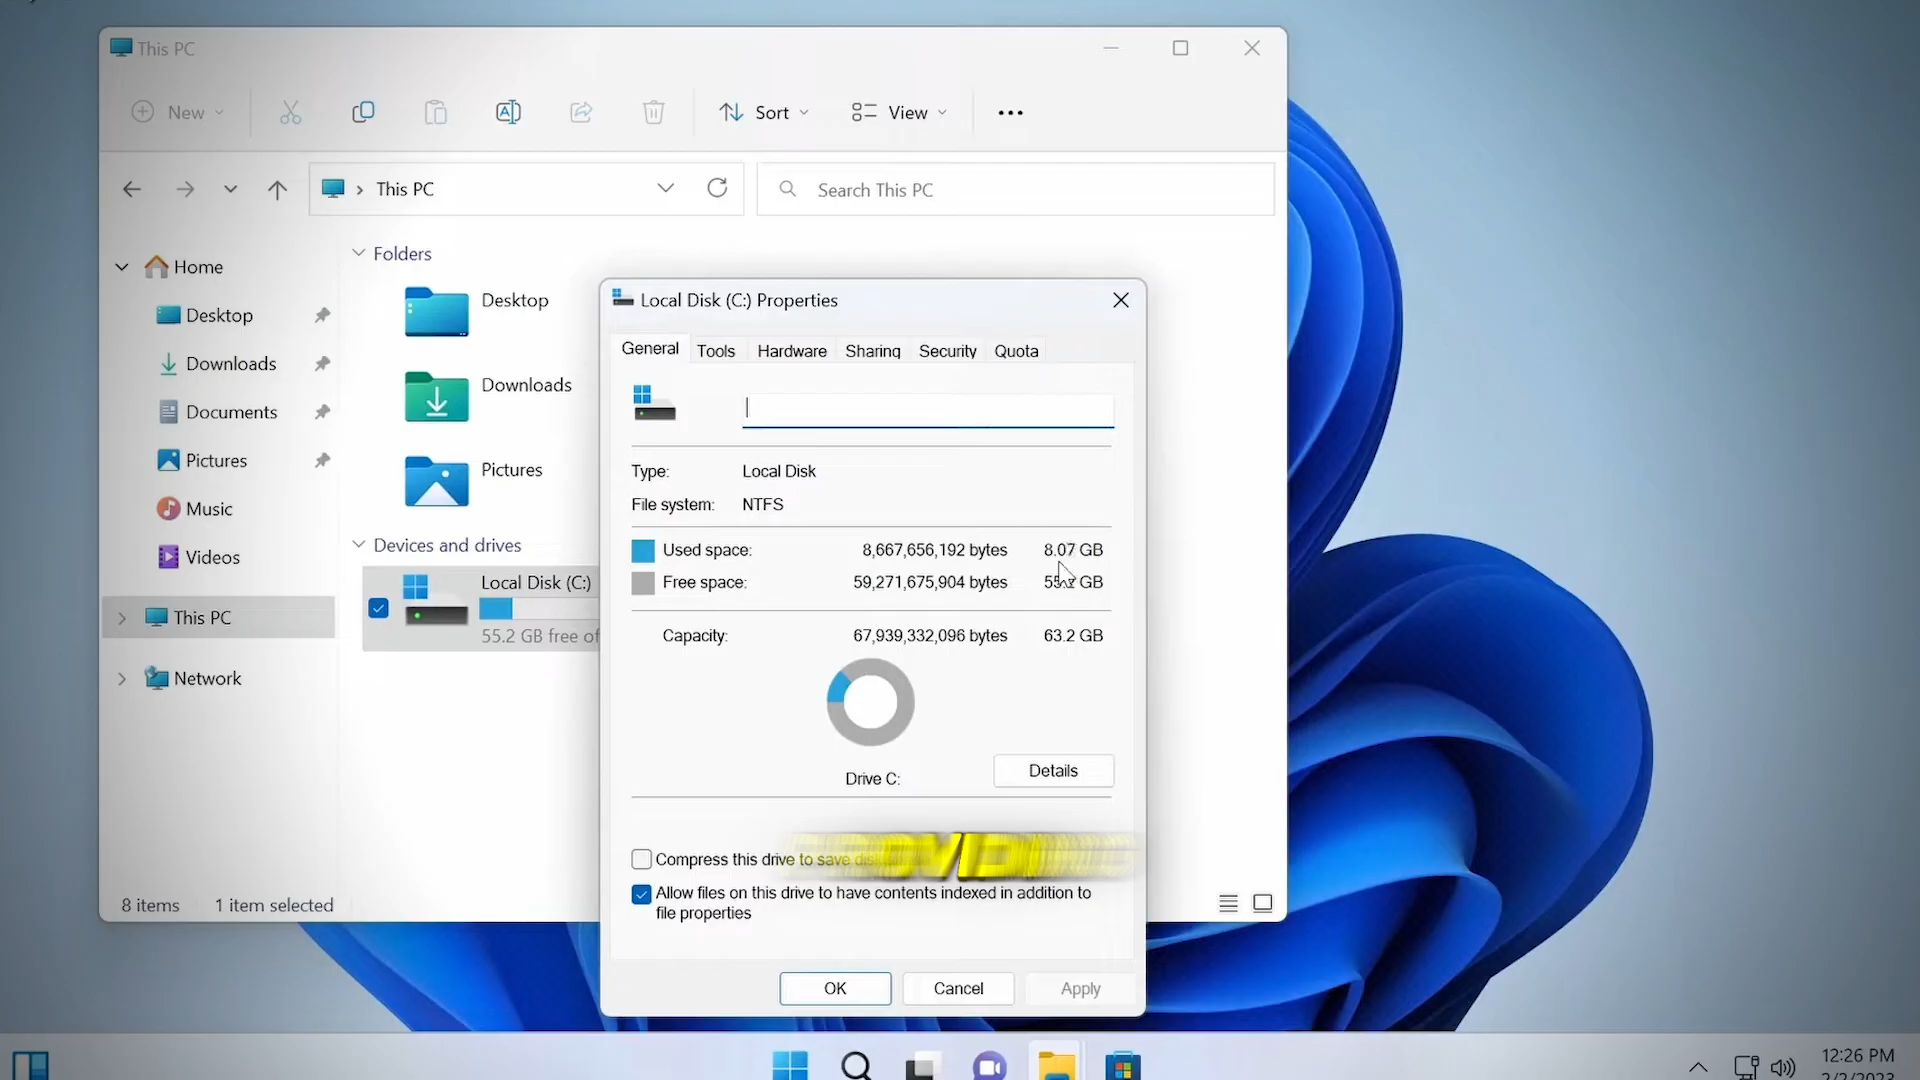 This PC
New
Sort
View
This PC
Search This PC
Home
Desktop
Downloads
Documents
Pictures
Music
Videos
This PC
Network
Folders
Desktop
Downloads
Pictures
Devices and drives
Local Disk (C:)
55.2 GB free of
8 items
1 item selected
Local Disk (C:) Properties
General
Tools
Hardware
Sharing
Security
Quota
Type: Local Disk
File system: NTFS
Used space: 8,667,656,192 bytes 8.07 GB
Free space: 59,271,675,904 bytes 55.2 GB
Capacity: 67,939,332,096 bytes 63.2 GB
Drive C:
Details
Compress this drive to save
Allow files on this drive to have contents indexed in addition to
file properties
OK
Cancel
Apply
12:26 PM
2/2/2023